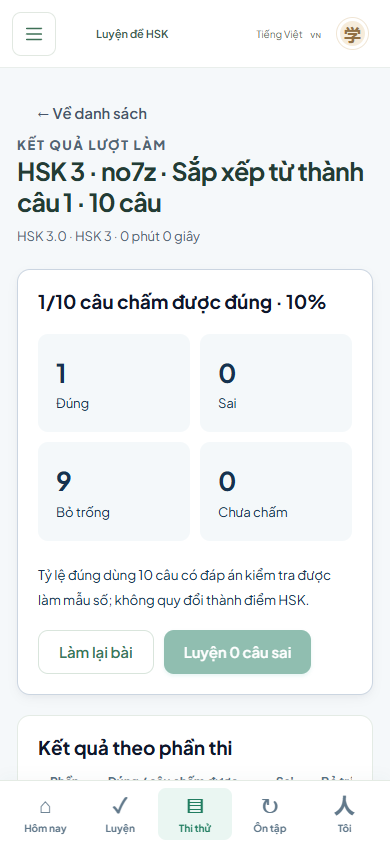 Luyện đề HSK
Tiếng Việt VN
学
← Về danh sách
KẾT QUẢ LƯỢT LÀM
HSK 3 · no7z · Sắp xếp từ thành
câu 1 · 10 câu
HSK 3.0 · HSK 3 · 0 phút 0 giây
1/10 câu chấm được đúng · 10%
1
Đúng
0
Sai
9
Bỏ trống
0
Chưa chấm
Tỷ lệ đúng dùng 10 câu có đáp án kiểm tra được
làm mẫu số; không quy đổi thành điểm HSK.
Làm lại bài
Luyện 0 câu sai
Kết quả theo phần thi
Hôm nay
Luyện
Thi thử
Ôn tập
人
Tôi